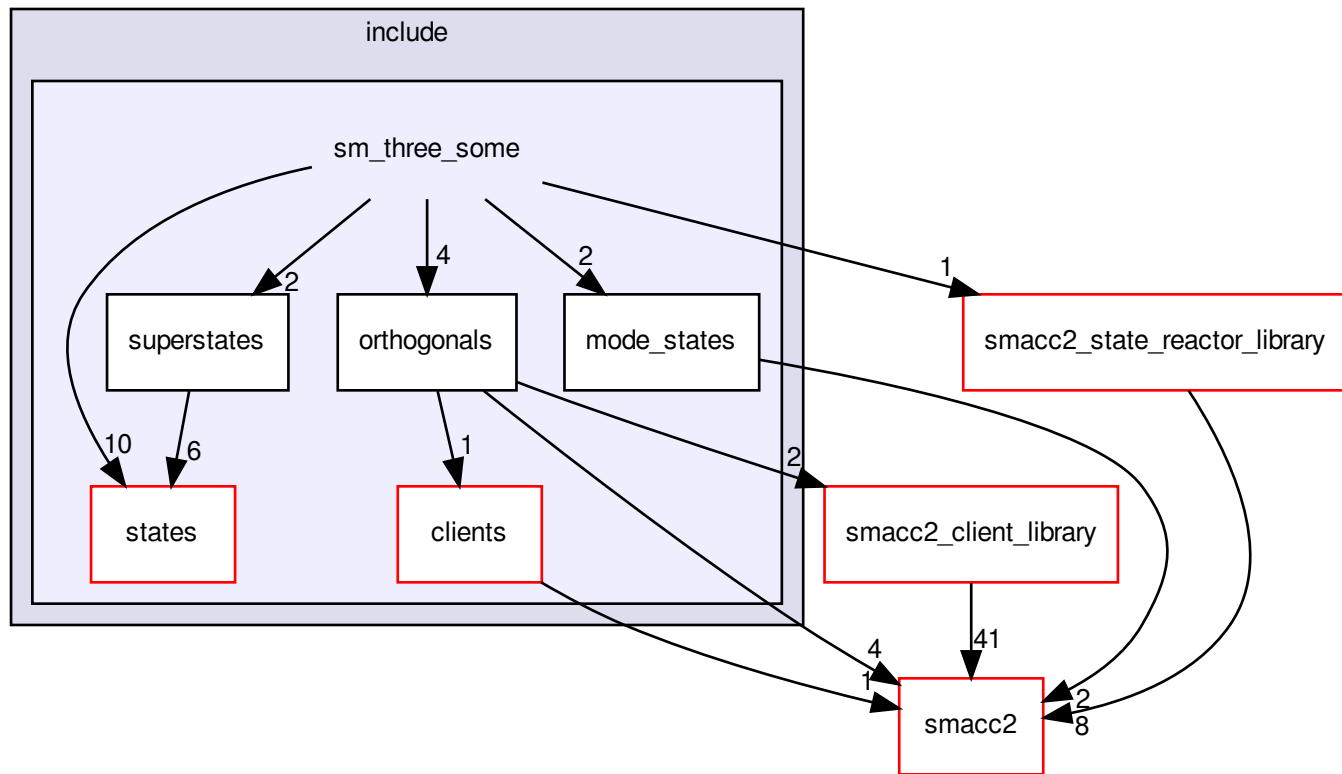 include
sm_three_some
1
2
4
2
superstates
orthogonals
mode_states
smacc2_state_reactor_library
10
6
1
2
states
clients
smacc2_client_library
4
1
41
2
8
smacc2